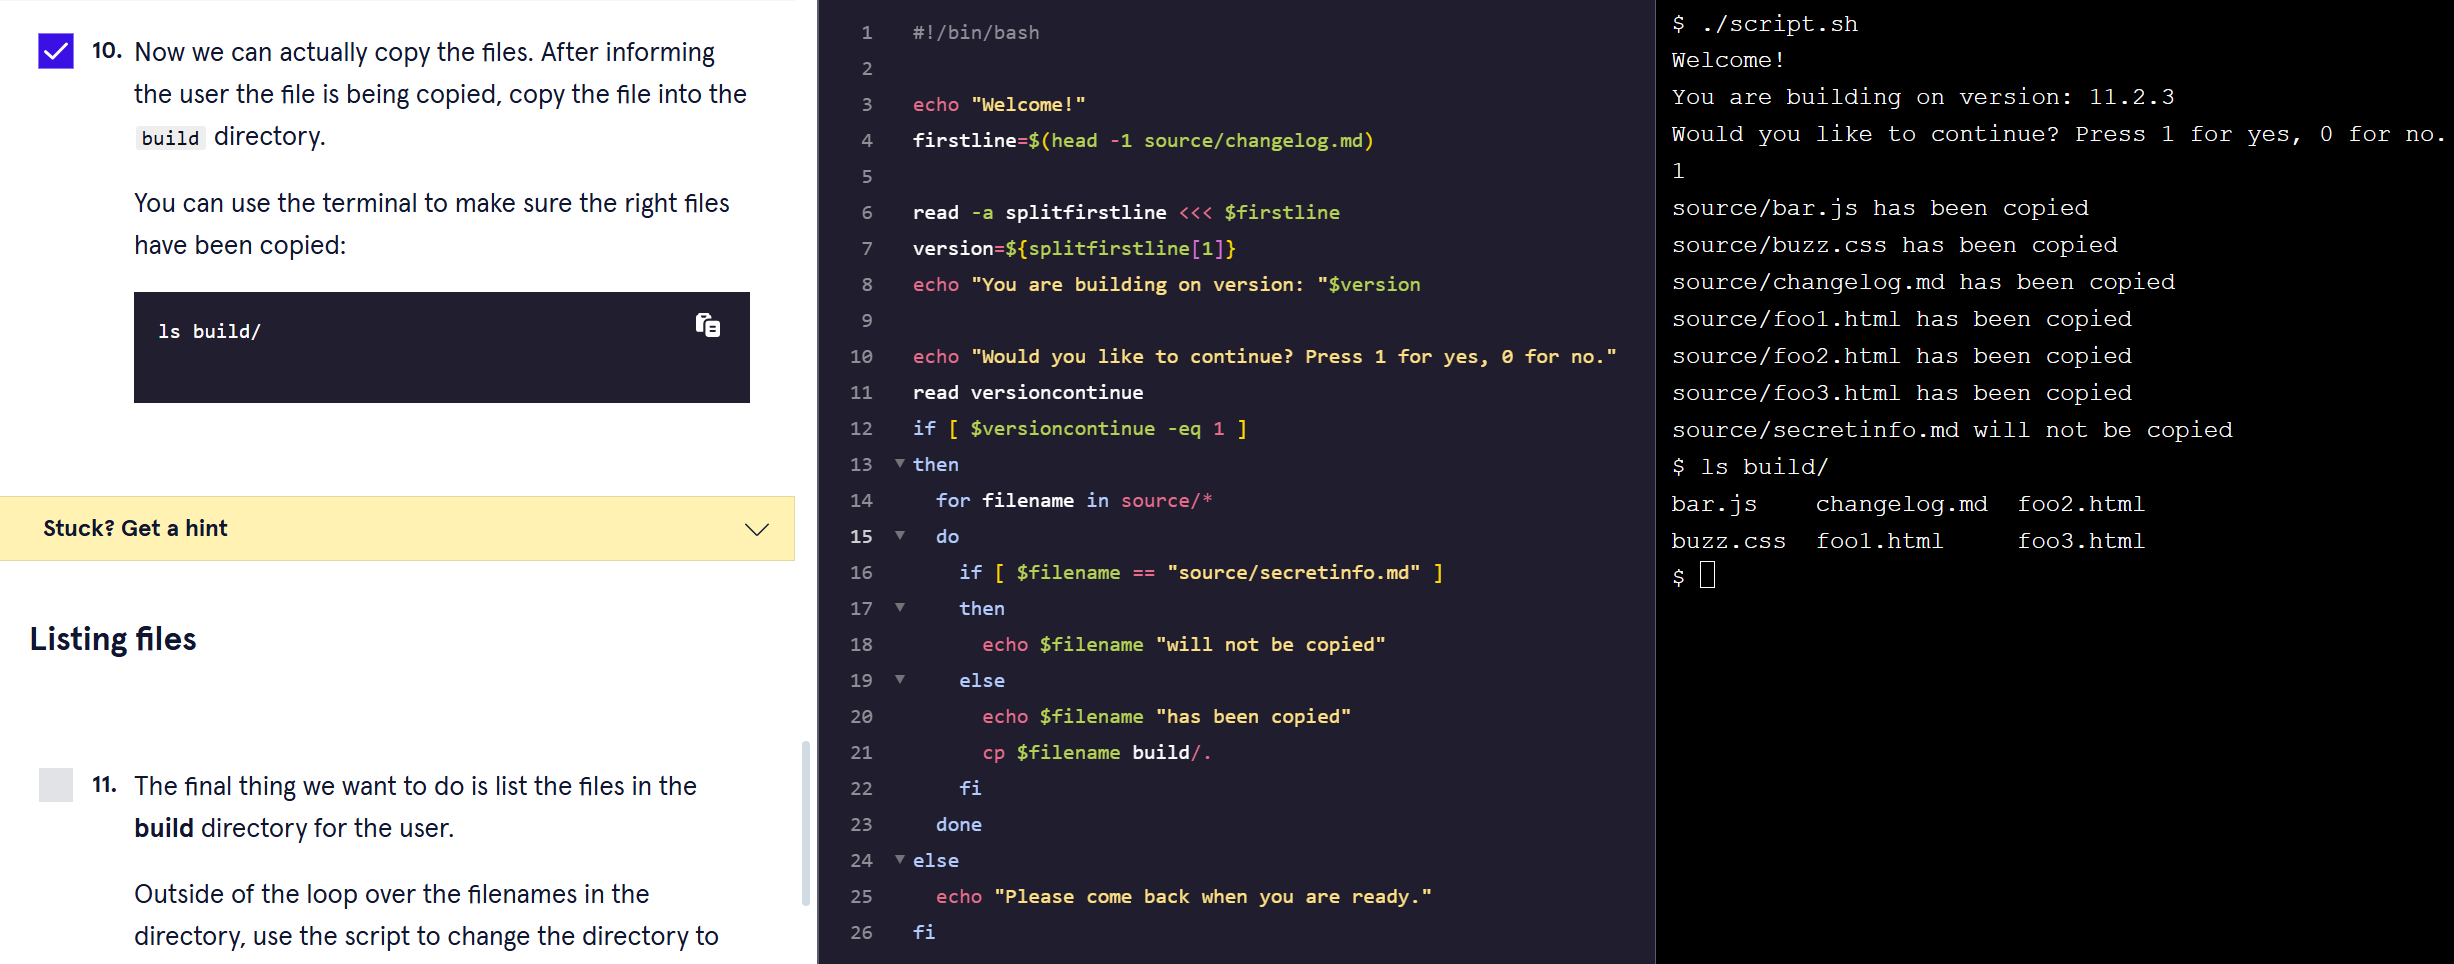 10. Now we can actually copy the files. After informing
the user the file is being copied, copy the file into the
build directory.
You can use the terminal to make sure the right files
have been copied:
ls build/
Stuck? Get a hint
Listing files
11. The final thing we want to do is list the files in the
build directory for the user.
Outside of the loop over the filenames in the
directory, use the script to change the directory to
1 #!/bin/bash
2
3 echo "Welcome!"
4 firstline=$(head -1 source/changelog.md)
5
6 read -a splitfirstline <<< $firstline
7 version=${splitfirstline[1]}
8 echo "You are building on version: "$version
9
10 echo "Would you like to continue? Press 1 for yes, 0 for no."
11 read versioncontinue
12 if [ $versioncontinue -eq 1 ]
13 then
14 for filename in source/*
15 do
16 if [ $filename == "source/secretinfo.md" ]
17 then
18 echo $filename "will not be copied"
19 else
20 echo $filename "has been copied"
21 cp $filename build/.
22 fi
23 done
24 else
25 echo "Please come back when you are ready."
26 fi
$ ./script.sh
Welcome!
You are building on version: 11.2.3
Would you like to continue? Press 1 for yes, 0 for no.
1
source/bar.js has been copied
source/buzz.css has been copied
source/changelog.md has been copied
source/foo1.html has been copied
source/foo2.html has been copied
source/foo3.html has been copied
source/secretinfo.md will not be copied
$ ls build/
bar.js changelog.md foo2.html
buzz.css foo1.html foo3.html
$